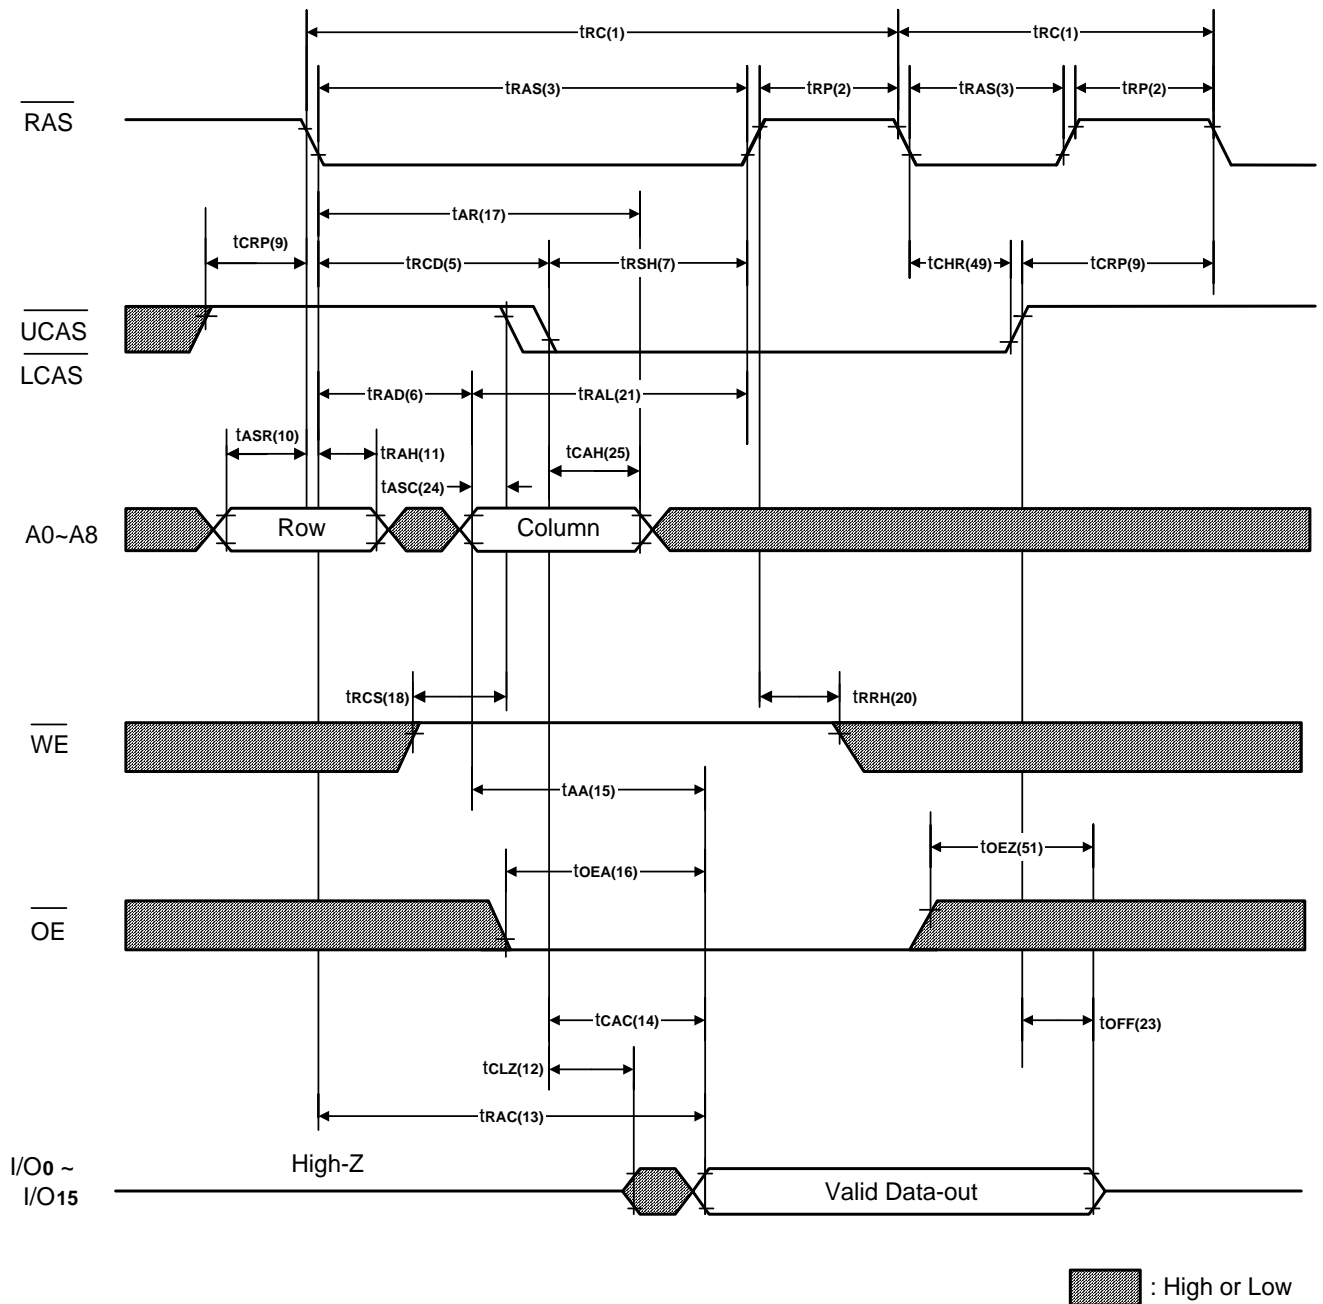 tRC(1) tRC(1)
tRAS(3) tRP(2) tRAS(3) tRP(2)
RAS
tAR(17)
tCRP(9) tRCD(5) tRSH(7) tCHR(49) tCRP(9)
UCAS
LCAS
tRAD(6) tRAL(21)
tASR(10) tRAH(11) tCAH(25)
tASC(24)
A0~A8 Row Column
tRCS(18) tRRH(20)
WE
tAA(15)
tOEZ(51)
tOEA(16)
OE
tCAC(14) tOFF(23)
tCLZ(12)
tRAC(13)
I/O0 ~ High-Z
I/O15 Valid Data-out
: High or Low